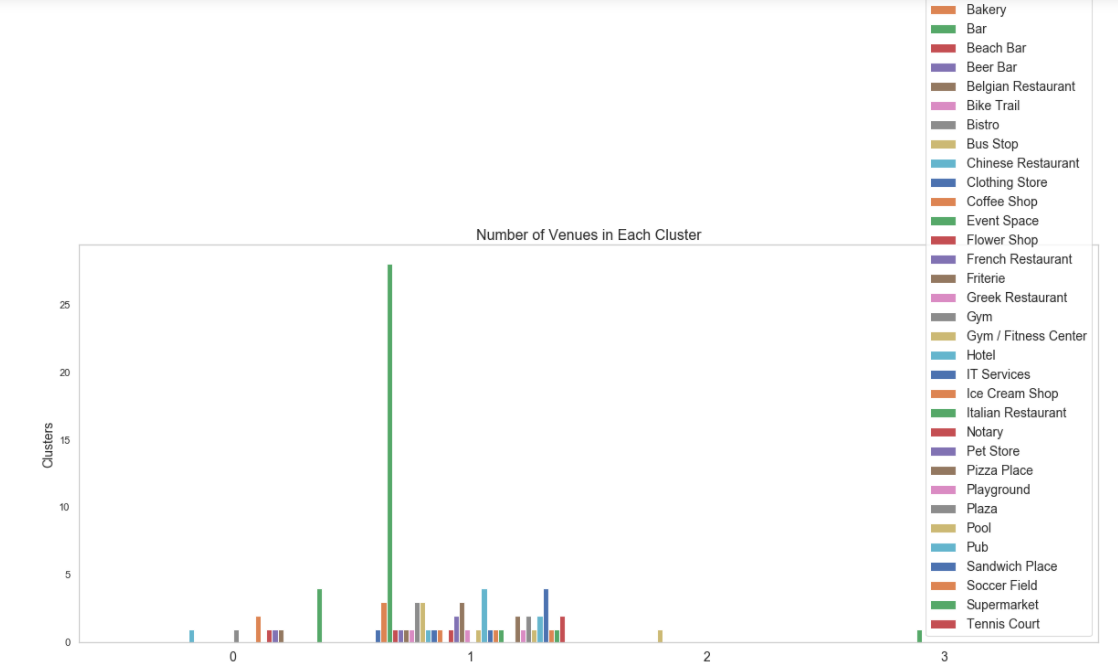 Bakery
Bar
Beach Bar
Beer Bar
Belgian Restaurant
Bike Trail
Bistro
Bus Stop
Chinese Restaurant
Clothing Store
Coffee Shop
Event Space
Flower Shop
French Restaurant
Friterie
Greek Restaurant
Gym
Gym / Fitness Center
Hotel
IT Services
Ice Cream Shop
Italian Restaurant
Notary
Pet Store
Pizza Place
Playground
Plaza
Pool
Pub
Sandwich Place
Soccer Field
Supermarket
Tennis Court
Number of Venues in Each Cluster
Clusters
25
20
15
10
5
0
0 1 2 3